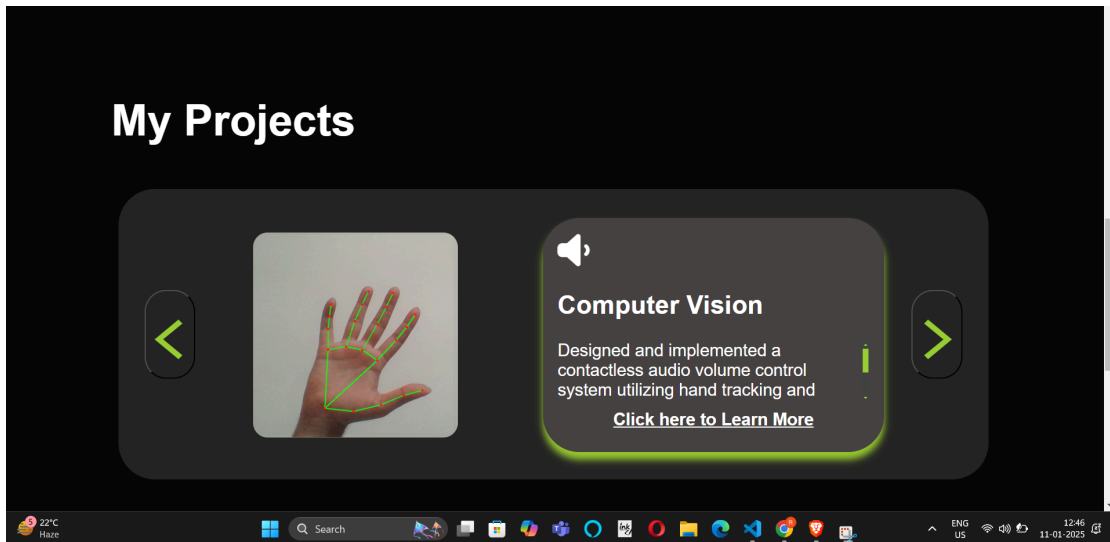 My Projects
Computer Vision
Designed and implemented a
contactless audio volume control
system utilizing hand tracking and
Click here to Learn More
5
22°C
Haze
Search
ENG
US
12:46
11-01-2025